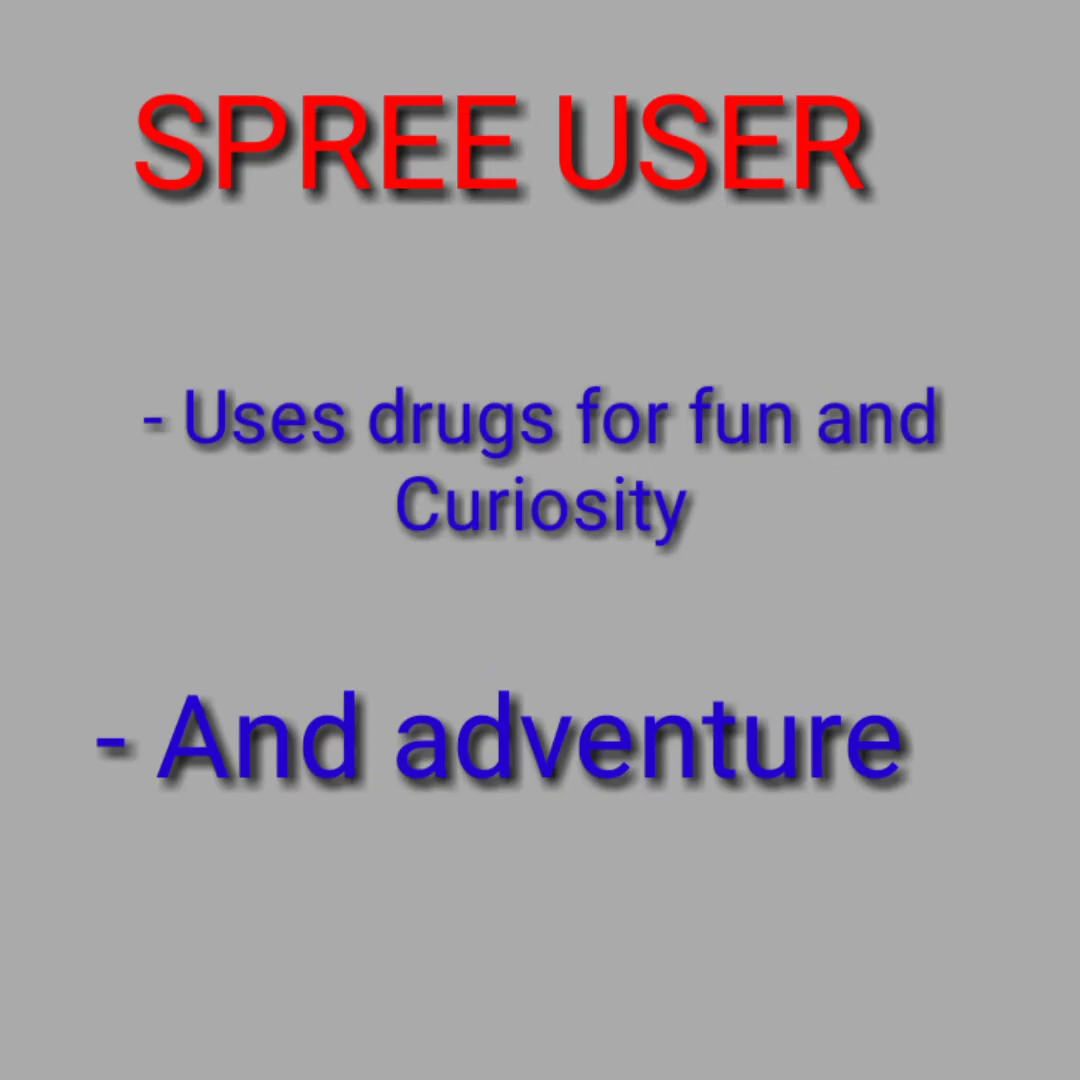 SPREE USER
- Uses drugs for fun and
Curiosity
- And adventure